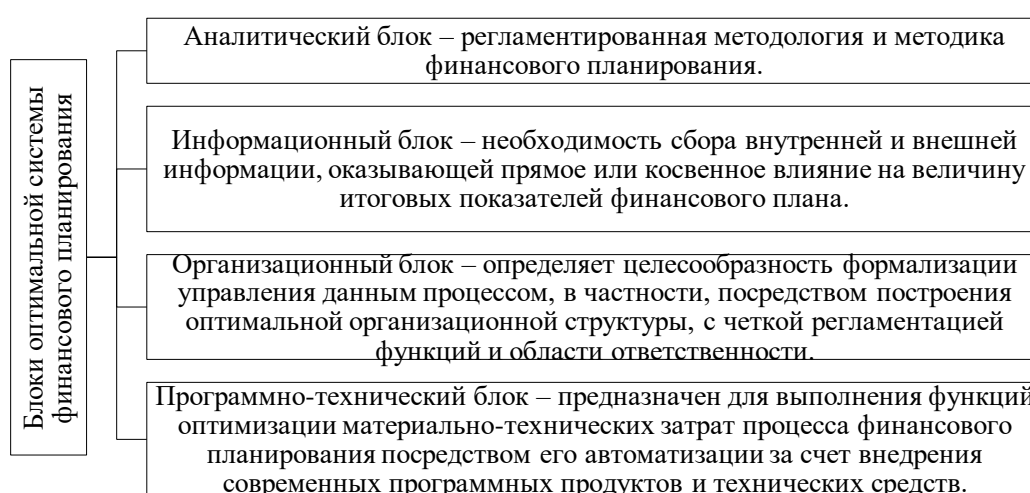 Блоки оптимальной системы
финансового планирования
Аналитический блок – регламентированная методология и методика
финансового планирования.
Информационный блок – необходимость сбора внутренней и внешней
информации, оказывающей прямое или косвенное влияние на величину
итоговых показателей финансового плана.
Организационный блок – определяет целесообразность формализации
управления данным процессом, в частности, посредством построения
оптимальной организационной структуры, с четкой регламентацией
функций и области ответственности.
Программно-технический блок – предназначен для выполнения функций
оптимизации материально-технических затрат процесса финансового
планирования посредством его автоматизации за счет внедрения
современных программных продуктов и технических средств.